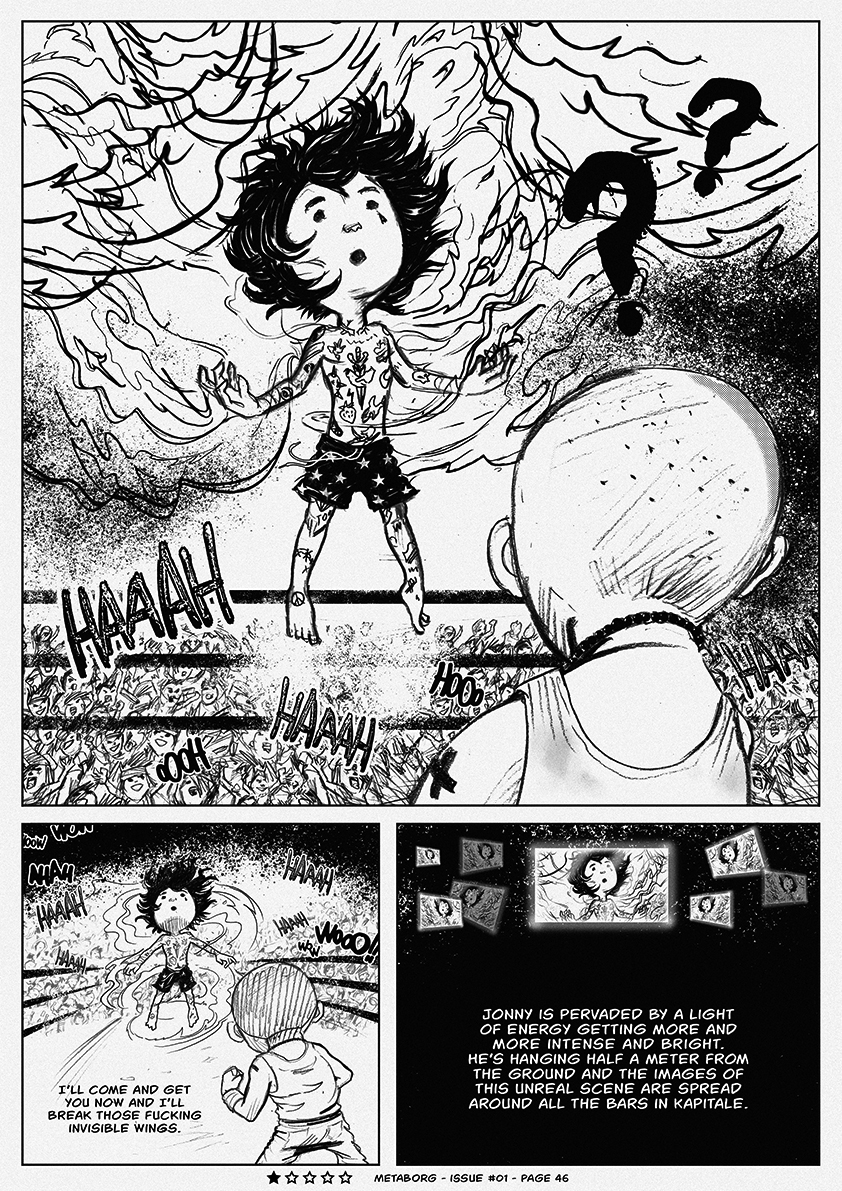 ? ?
HAAAH
HOOo
HAAAH
HAAAH
oOOH
WOW
HAAAH
HAAAH
HAAAH
WOOO!!
WOW
HAAAH
I'LL COME AND GET
YOU NOW AND I'LL
BREAK THOSE FUCKING
INVISIBLE WINGS.
JONNY IS PERVADED BY A LIGHT
OF ENERGY GETTING MORE AND
MORE INTENSE AND BRIGHT.
HE'S HANGING HALF A METER FROM
THE GROUND AND THE IMAGES OF
THIS UNREAL SCENE ARE SPREAD
AROUND ALL THE BARS IN KAPITALE.
METABORG - ISSUE #01 - PAGE 46